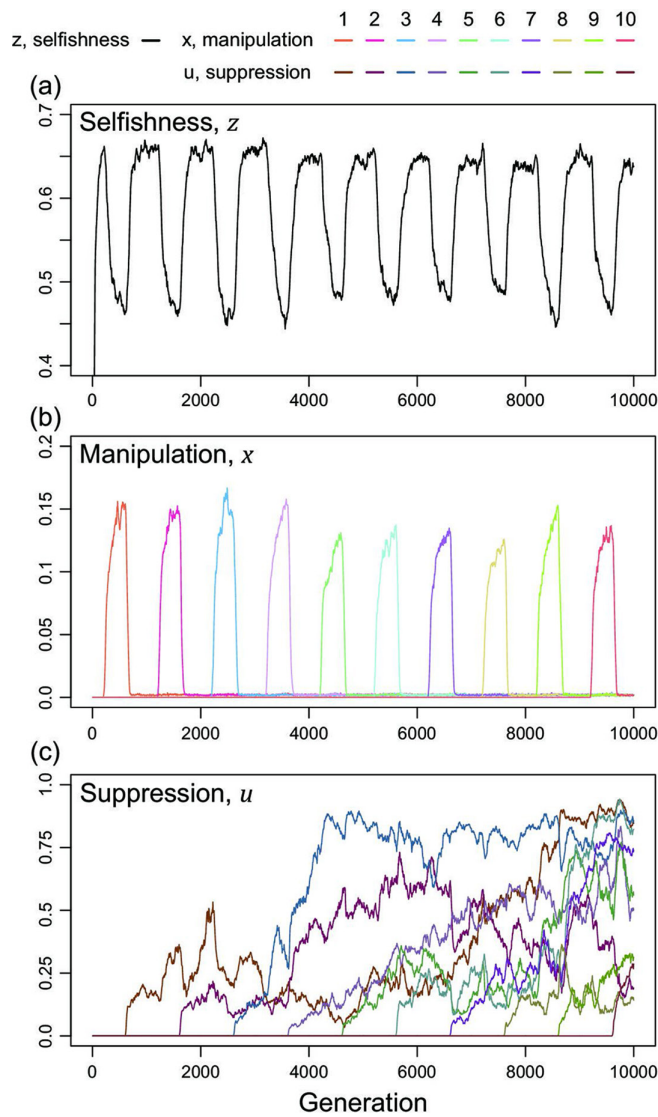 1 2 3 4 5 6 7 8 9 10
z, selfishness x, manipulation
u, suppression
(a)
Selfishness, z
0.7
0.6
0.5
0.4
0 2000 4000 6000 8000 10000
(b)
Manipulation, x
0.2
0.15
0.1
0.05
0.0
0 2000 4000 6000 8000 10000
(c)
Suppression, u
1.0
0.75
0.5
0.25
0.0
0 2000 4000 6000 8000 10000
Generation